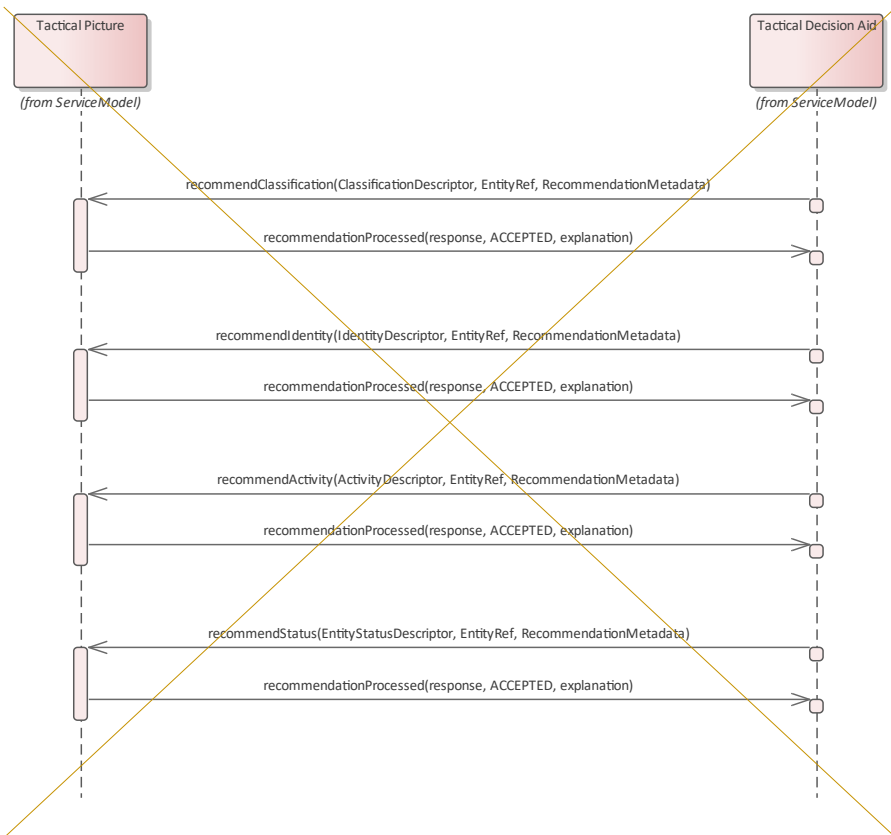 Tactical Picture
Tactical Decision Aid
(from ServiceModel)
(from ServiceModel)
recommendClassification(ClassificationDescriptor, EntityRef, RecommendationMetadata)
recommendationProcessed(response, ACCEPTED, explanation)
recommendIdentity(IdentityDescriptor, EntityRef, RecommendationMetadata)
recommendationProcessed(response, ACCEPTED, explanation)
recommendActivity(ActivityDescriptor, EntityRef, RecommendationMetadata)
recommendationProcessed(response, ACCEPTED, explanation)
recommendStatus(EntityStatusDescriptor, EntityRef, RecommendationMetadata)
recommendationProcessed(response, ACCEPTED, explanation)